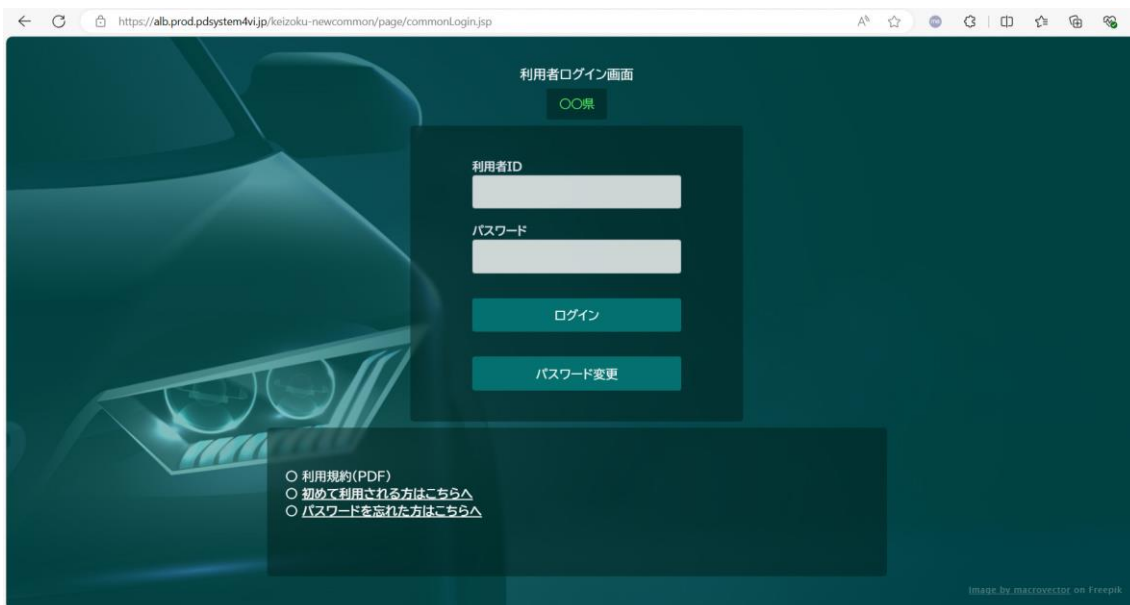 https://alb.prod.pdsystem4vi.jp/keizoku-newcommon/page/commonLogin.jsp
利用者ログイン画面
〇〇県
利用者ID
パスワード
ログイン
パスワード変更
〇 利用規約(PDF)
〇 初めて利用される方はこちらへ
〇 パスワードを忘れた方はこちらへ
Image by macrovector on Freepik